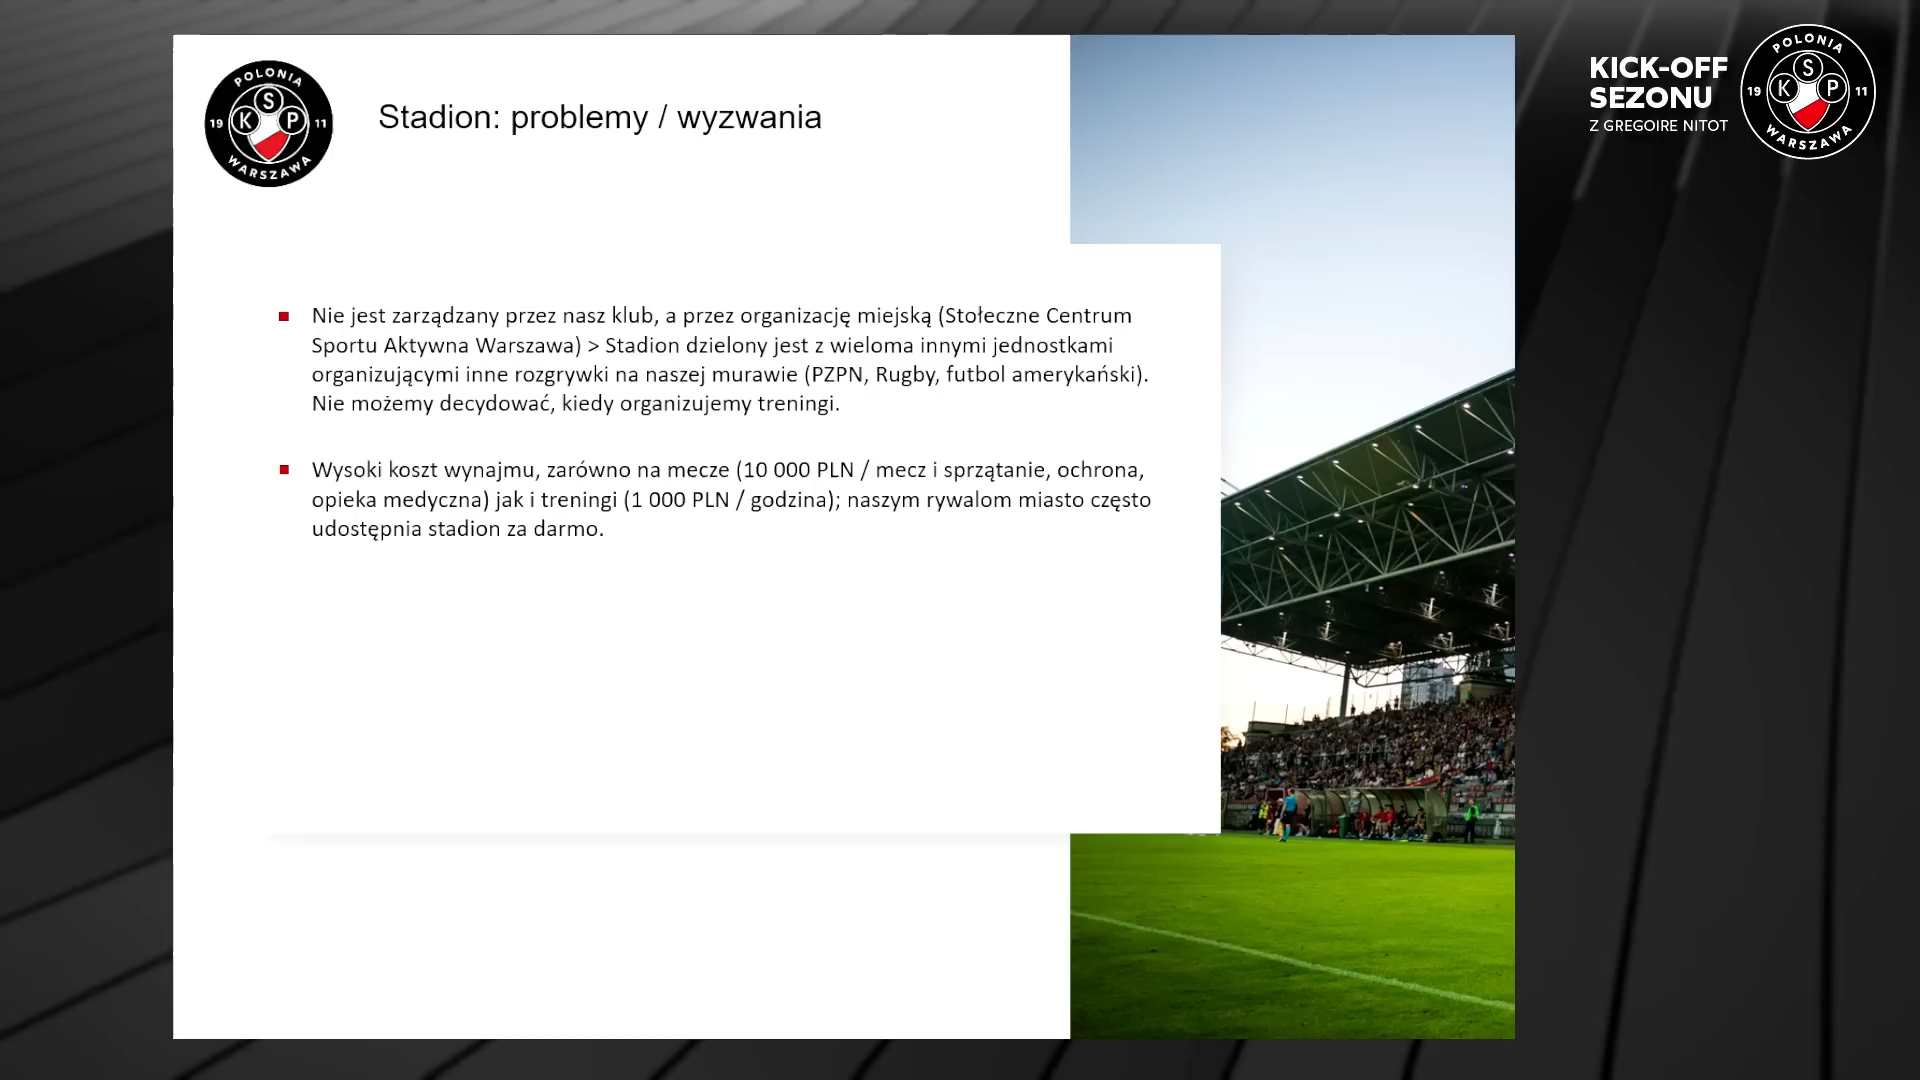 POLONIA
S
K P
19 11
WARSZAWA
Stadion: problemy / wyzwania
KICK-OFF
SEZONU
Z GREGOIRE NITOT
POLONIA
S
K P
19 11
WARSZAWA
Nie jest zarządzany przez nasz klub, a przez organizację miejską (Stołeczne Centrum
Sportu Aktywna Warszawa) > Stadion dzielony jest z wieloma innymi jednostkami
organizującymi inne rozgrywki na naszej murawie (PZPN, Rugby, futbol amerykański).
Nie możemy decydować, kiedy organizujemy treningi.
Wysoki koszt wynajmu, zarówno na mecze (10 000 PLN / mecz i sprzątanie, ochrona,
opieka medyczna) jak i treningi (1 000 PLN / godzina); naszym rywalom miasto często
udostępnia stadion za darmo.